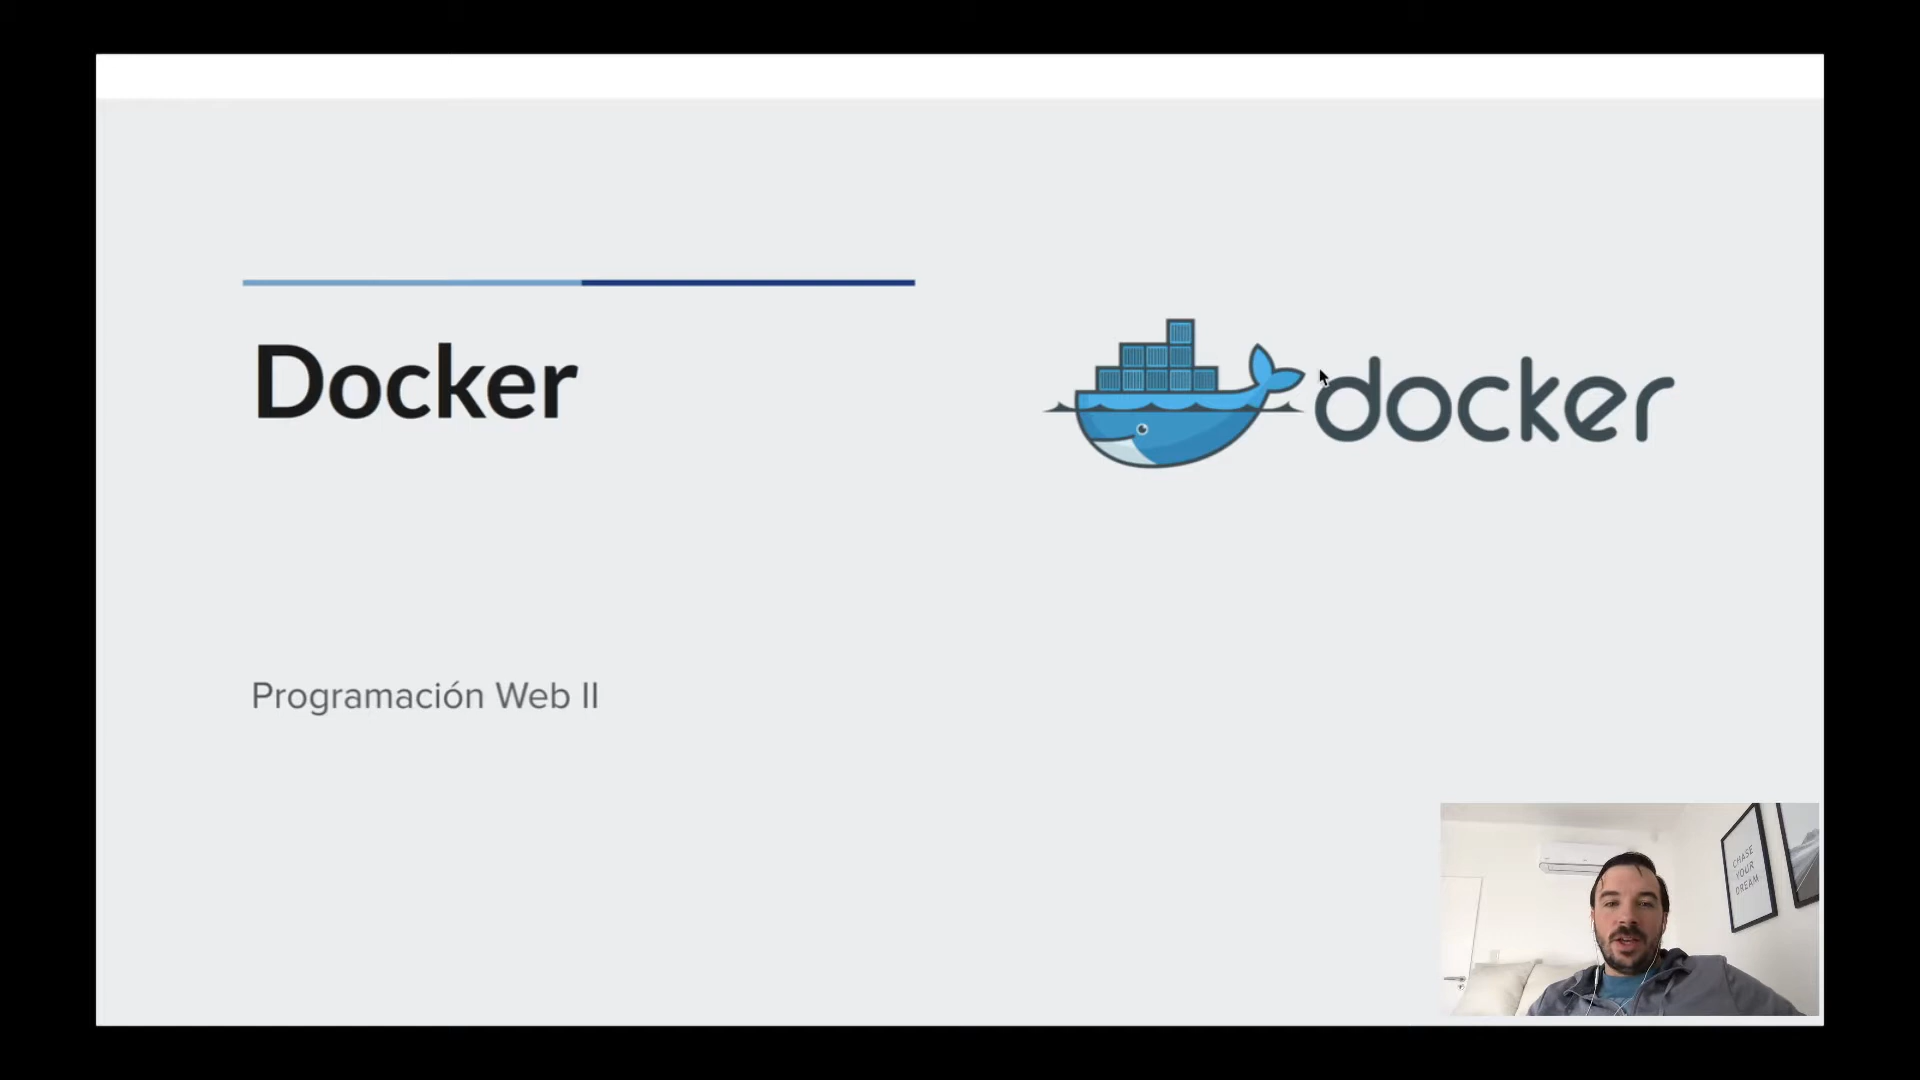 Docker
docker
Programación Web II
CHASE
YOUR
DREAM